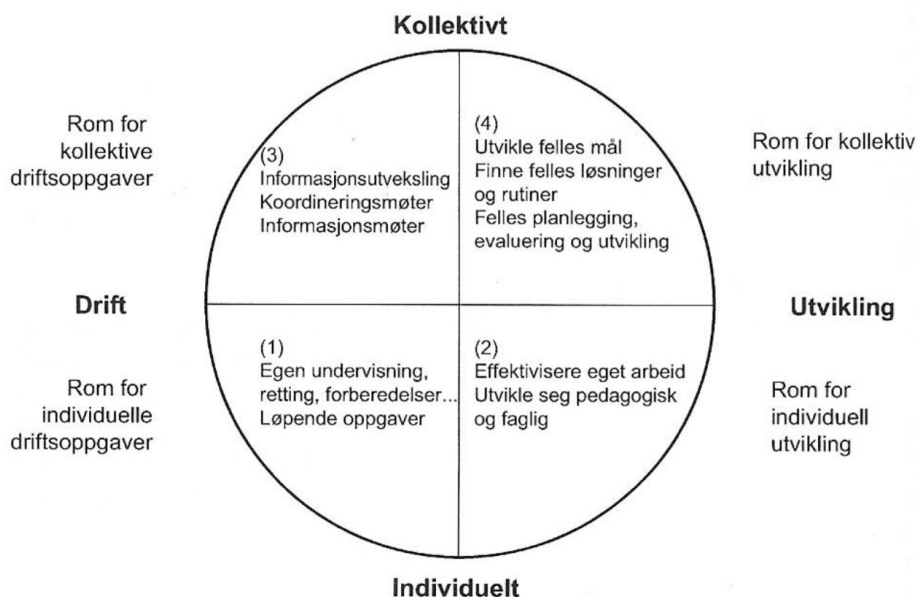 Kollektivt
Rom for
kollektive
driftsoppgaver
(3)
Informasjonsutveksling
Koordineringsmøter
Informasjonsmøter
(4)
Utvikle felles mål
Finne felles løsninger
og rutiner
Felles planlegging,
evaluering og utvikling
Rom for kollektiv
utvikling
Drift
Utvikling
Rom for
individuelle
driftsoppgaver
(1)
Egen undervisning,
retting, forberedelser...
Løpende oppgaver
(2)
Effektivisere eget arbeid
Utvikle seg pedagogisk
og faglig
Rom for
individuell
utvikling
Individuelt